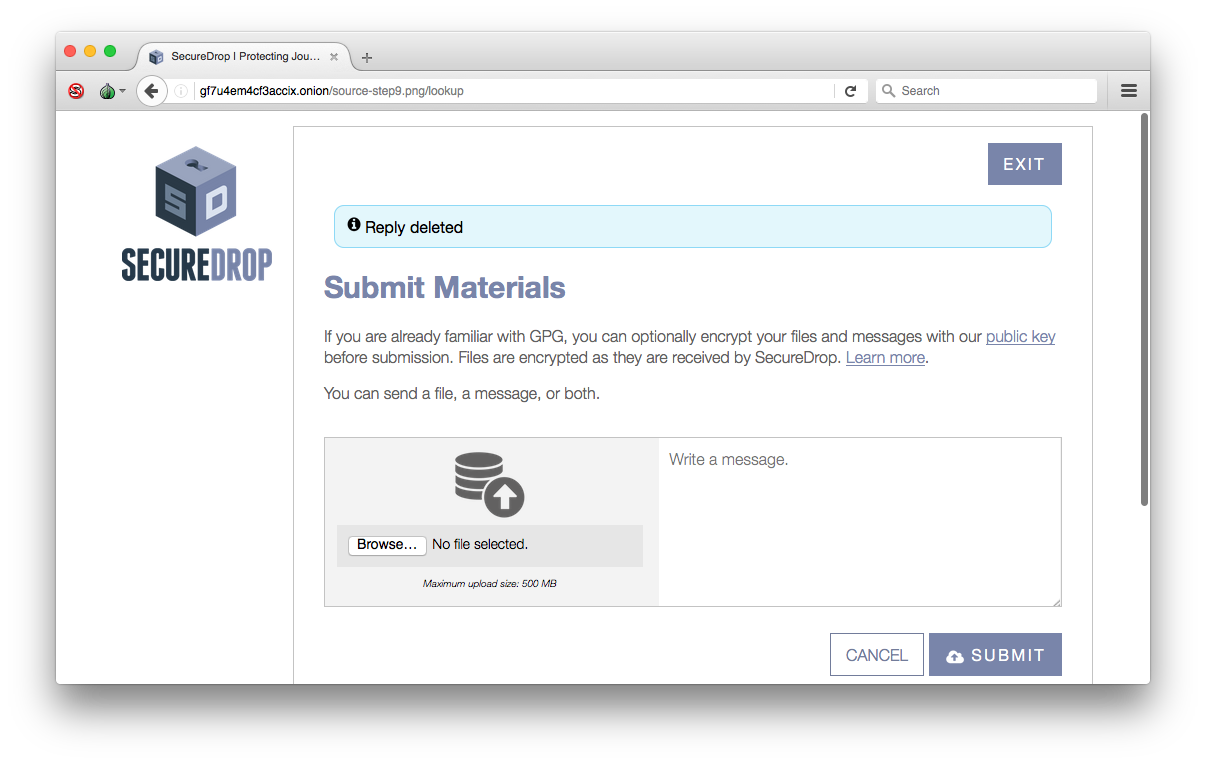 SecureDrop | Protecting Jou...
gf7u4em4cf3accix.onion/source-step9.png/lookup
Search
SD
SECUREDROP
EXIT
Reply deleted
Submit Materials
If you are already familiar with GPG, you can optionally encrypt your files and messages with our public key
before submission. Files are encrypted as they are received by SecureDrop. Learn more.
You can send a file, a message, or both.
Write a message.
Browse... No file selected.
Maximum upload size: 500 MB
CANCEL
SUBMIT